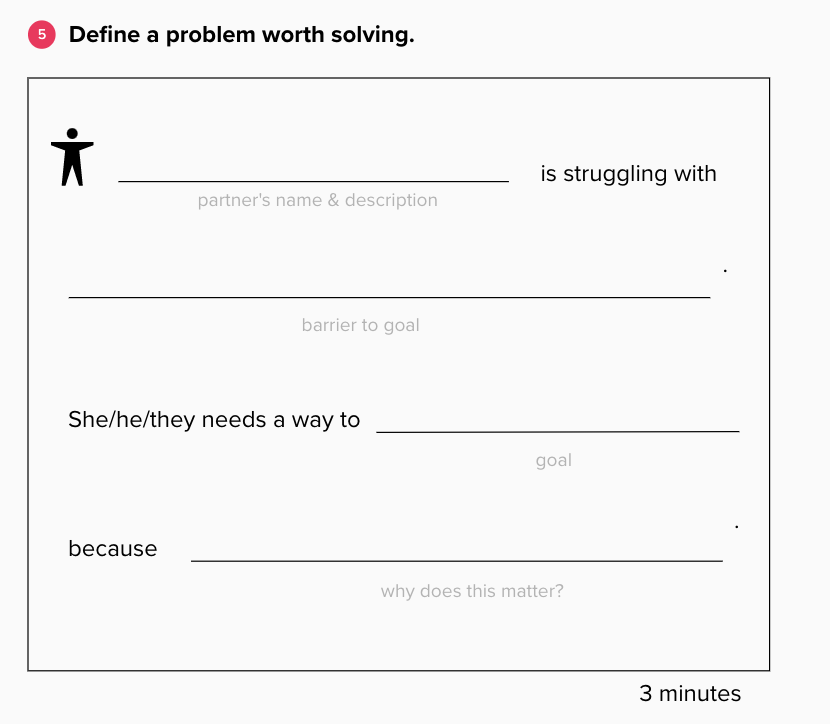 5 Define a problem worth solving.
is struggling with
partner's name & description
.
barrier to goal
She/he/they needs a way to
goal
.
because
why does this matter?
3 minutes